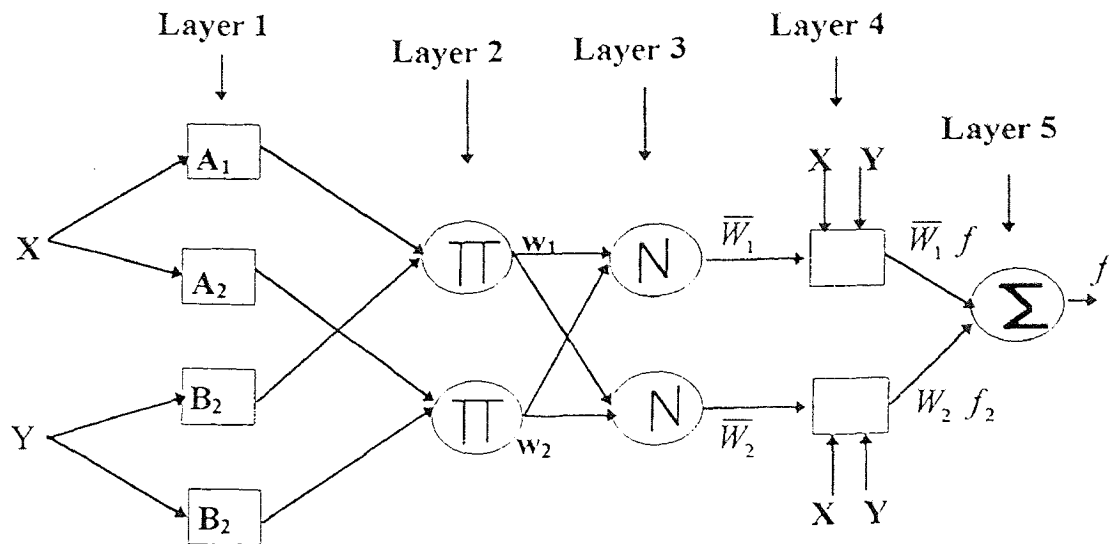 Layer 1
Layer 2
Layer 3
Layer 4
Layer 5
X Y
A₁
X
A₂
Π w₁ N W̅₁ W̅₁ f
Σ f
B₂
Y
Π w₂ N W̅₂ W₂ f₂
B₂
X Y